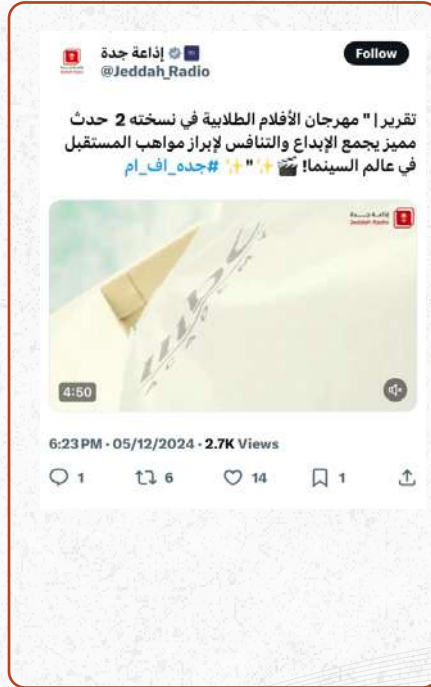 إذاعة جدة
@Jeddah_Radio
Follow
تقرير | " مهرجان الأفلام الطلابية في نسخته 2 حدث
مميز يجمع الإبداع والتنافس لإبراز مواهب المستقبل
في عالم السينما! 🎬✨"✨ #جده_اف_ام
إذاعة جدة
Jeddah Radio
4:50
6:23 PM · 05/12/2024 · 2.7K Views
1 6 14 1